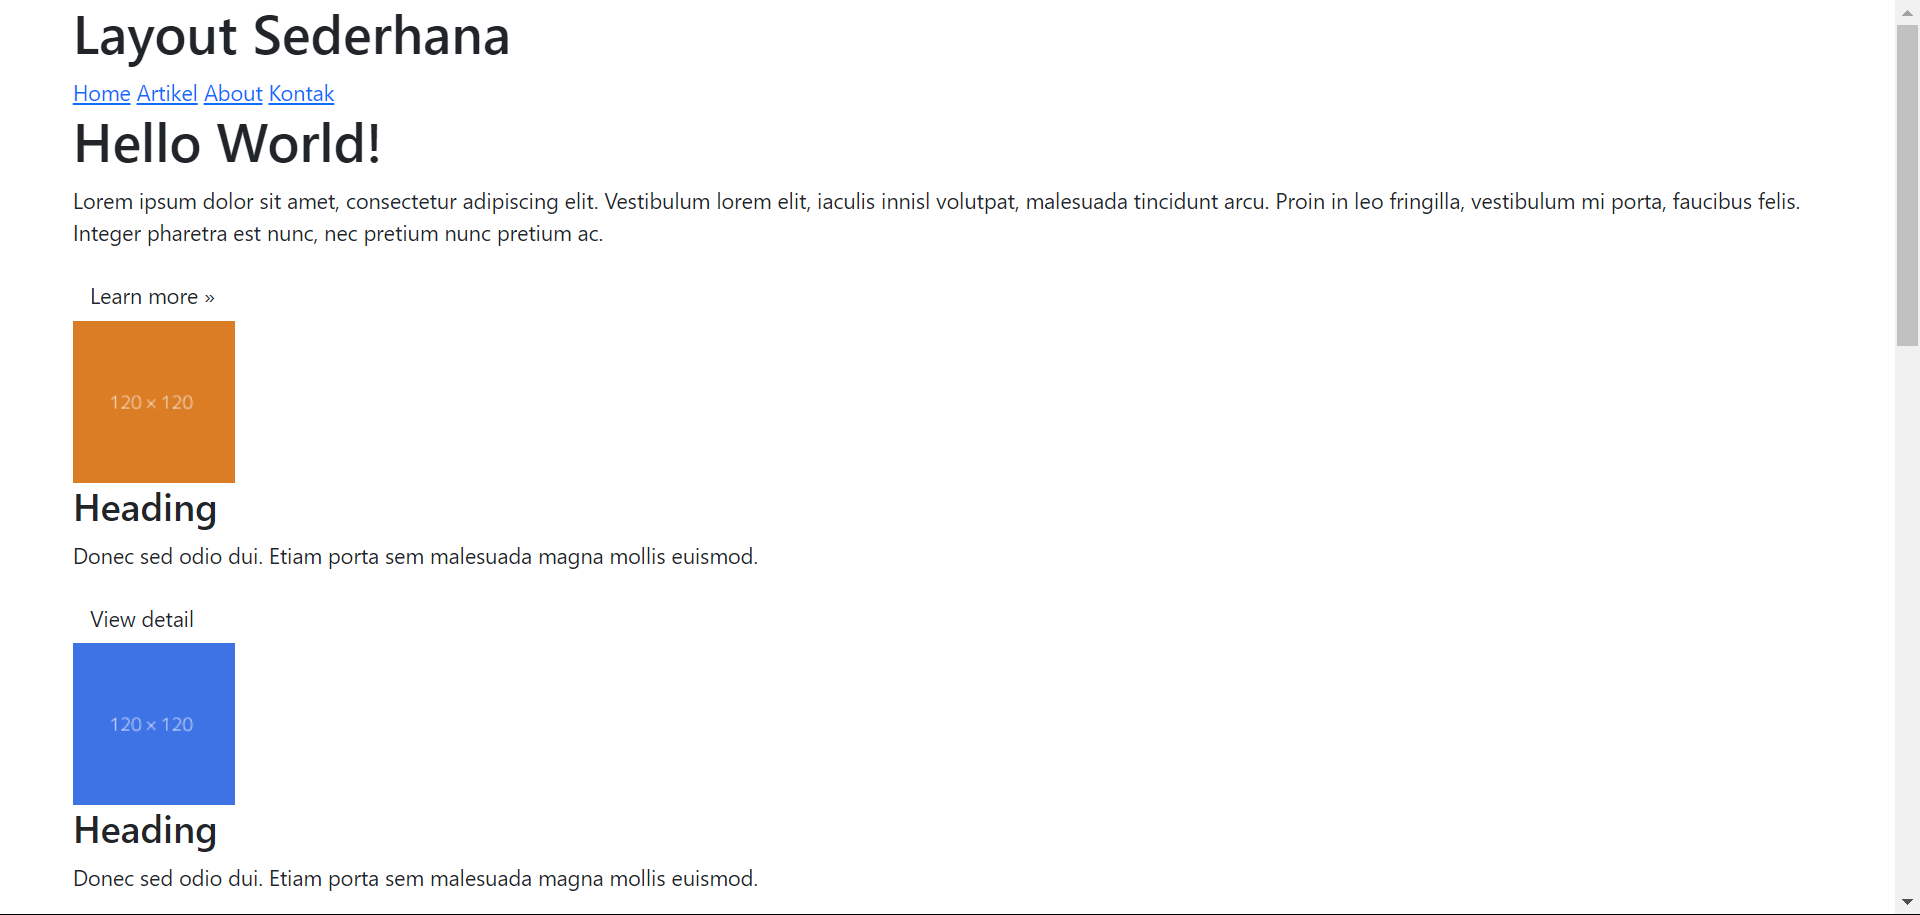 Layout Sederhana
Home Artikel About Kontak
Hello World!
Lorem ipsum dolor sit amet, consectetur adipiscing elit. Vestibulum lorem elit, iaculis innisl volutpat, malesuada tincidunt arcu. Proin in leo fringilla, vestibulum mi porta, faucibus felis.
Integer pharetra est nunc, nec pretium nunc pretium ac.
Learn more »
120 × 120
Heading
Donec sed odio dui. Etiam porta sem malesuada magna mollis euismod.
View detail
120 × 120
Heading
Donec sed odio dui. Etiam porta sem malesuada magna mollis euismod.